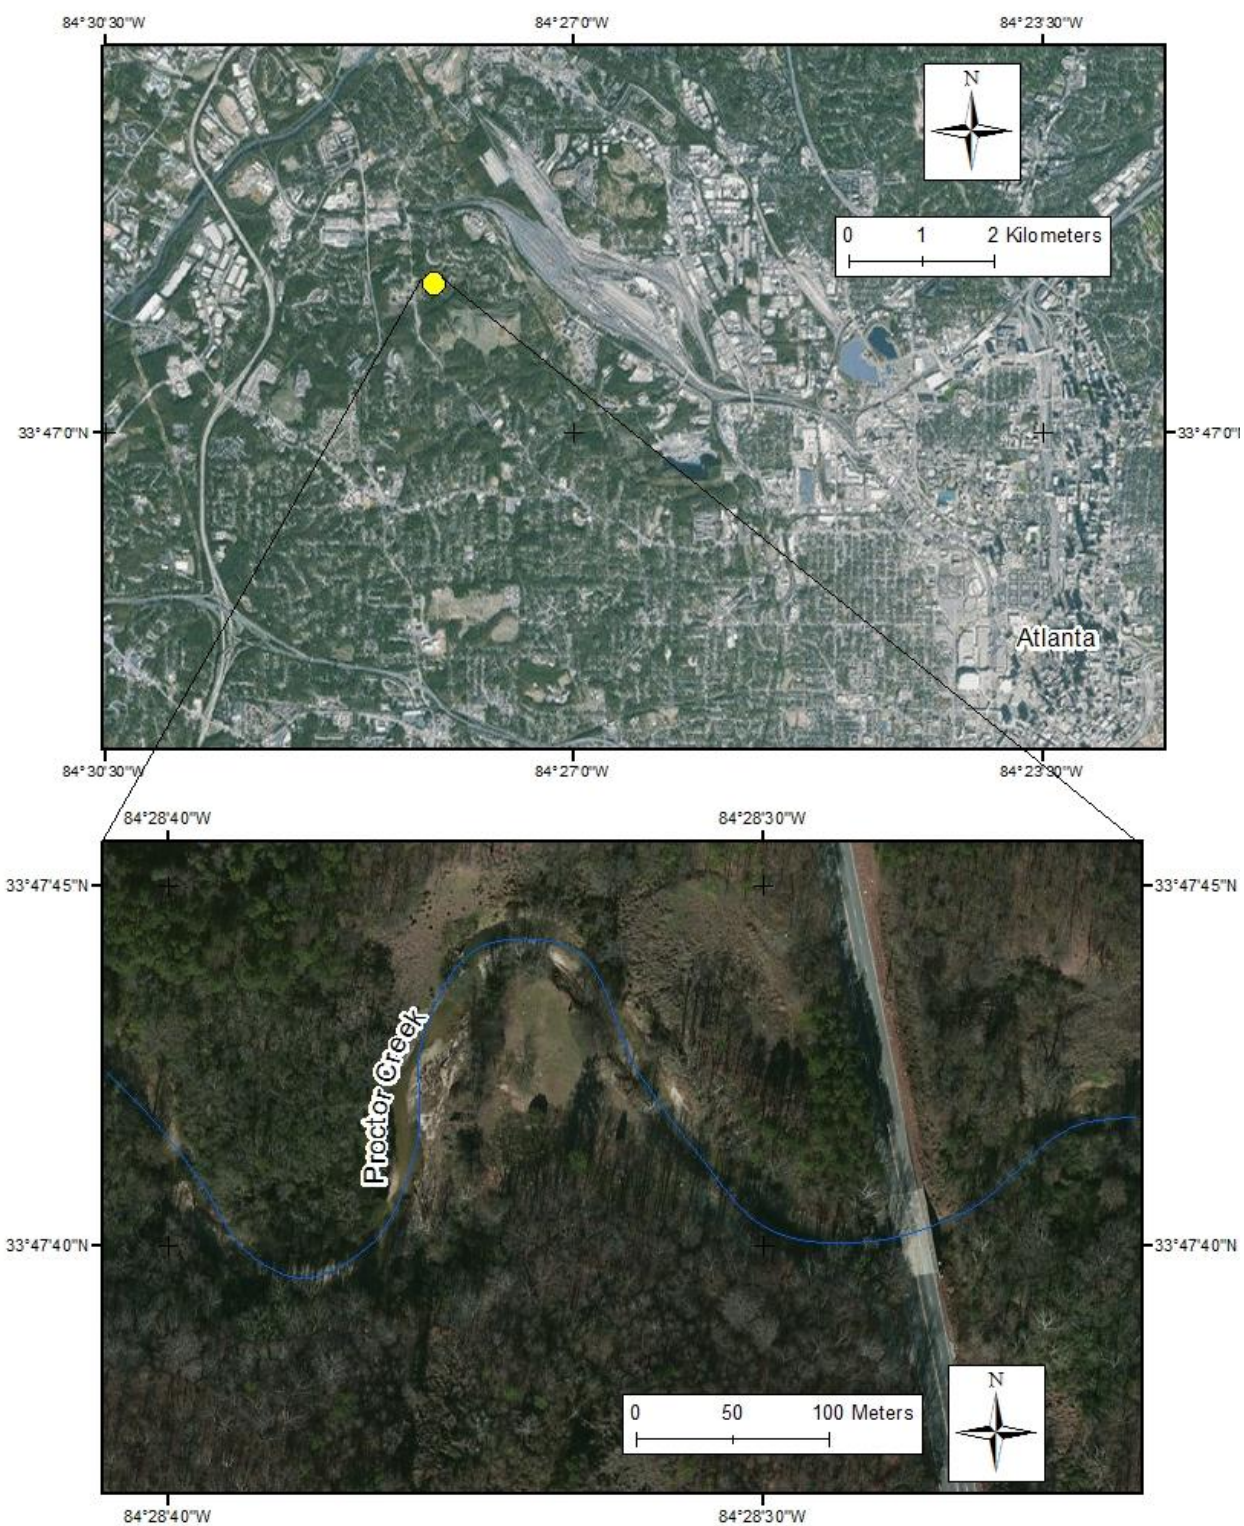 84°30'30"W 84°27'0"W 84°23'30"W
N
0 1 2 Kilometers
33°47'0"N 33°47'0"N
Atlanta
84°30'30"W 84°27'0"W 84°23'30"W
84°28'40"W 84°28'30"W
33°47'45"N 33°47'45"N
Proctor Creek
33°47'40"N 33°47'40"N
N
0 50 100 Meters
84°28'40"W 84°28'30"W